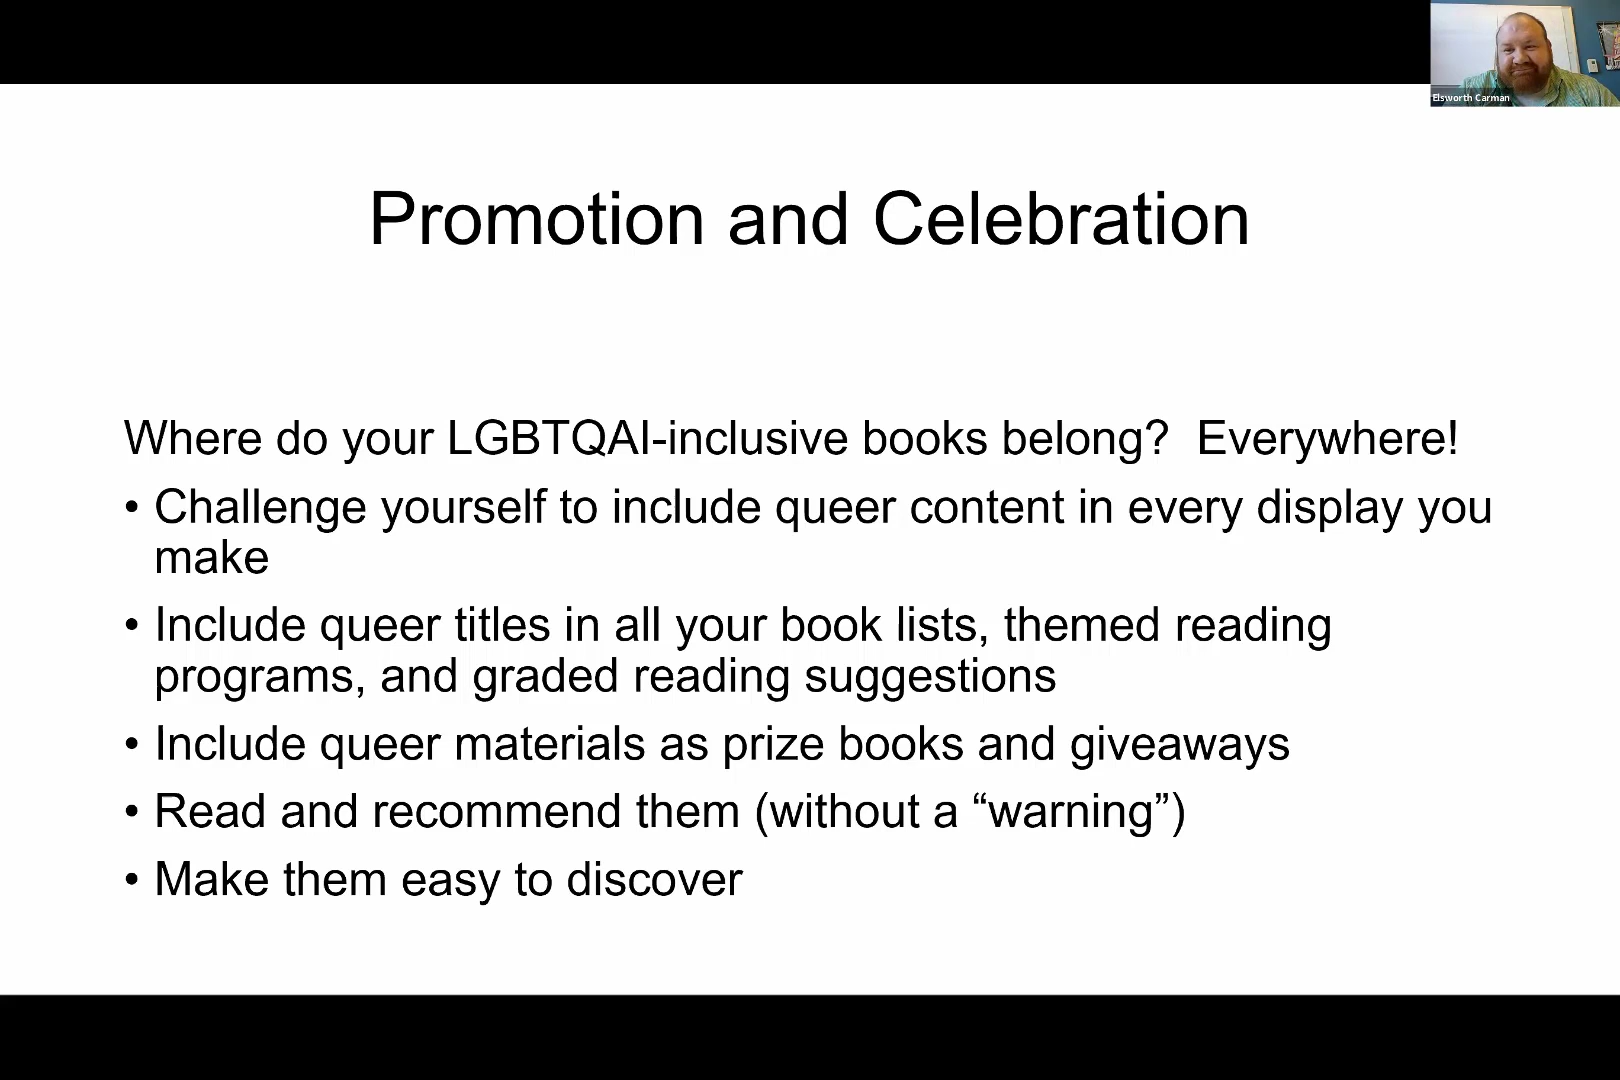 Elsworth Carman
Promotion and Celebration
Where do your LGBTQAI-inclusive books belong?  Everywhere!
• Challenge yourself to include queer content in every display you
make
• Include queer titles in all your book lists, themed reading
programs, and graded reading suggestions
• Include queer materials as prize books and giveaways
• Read and recommend them (without a “warning”)
• Make them easy to discover